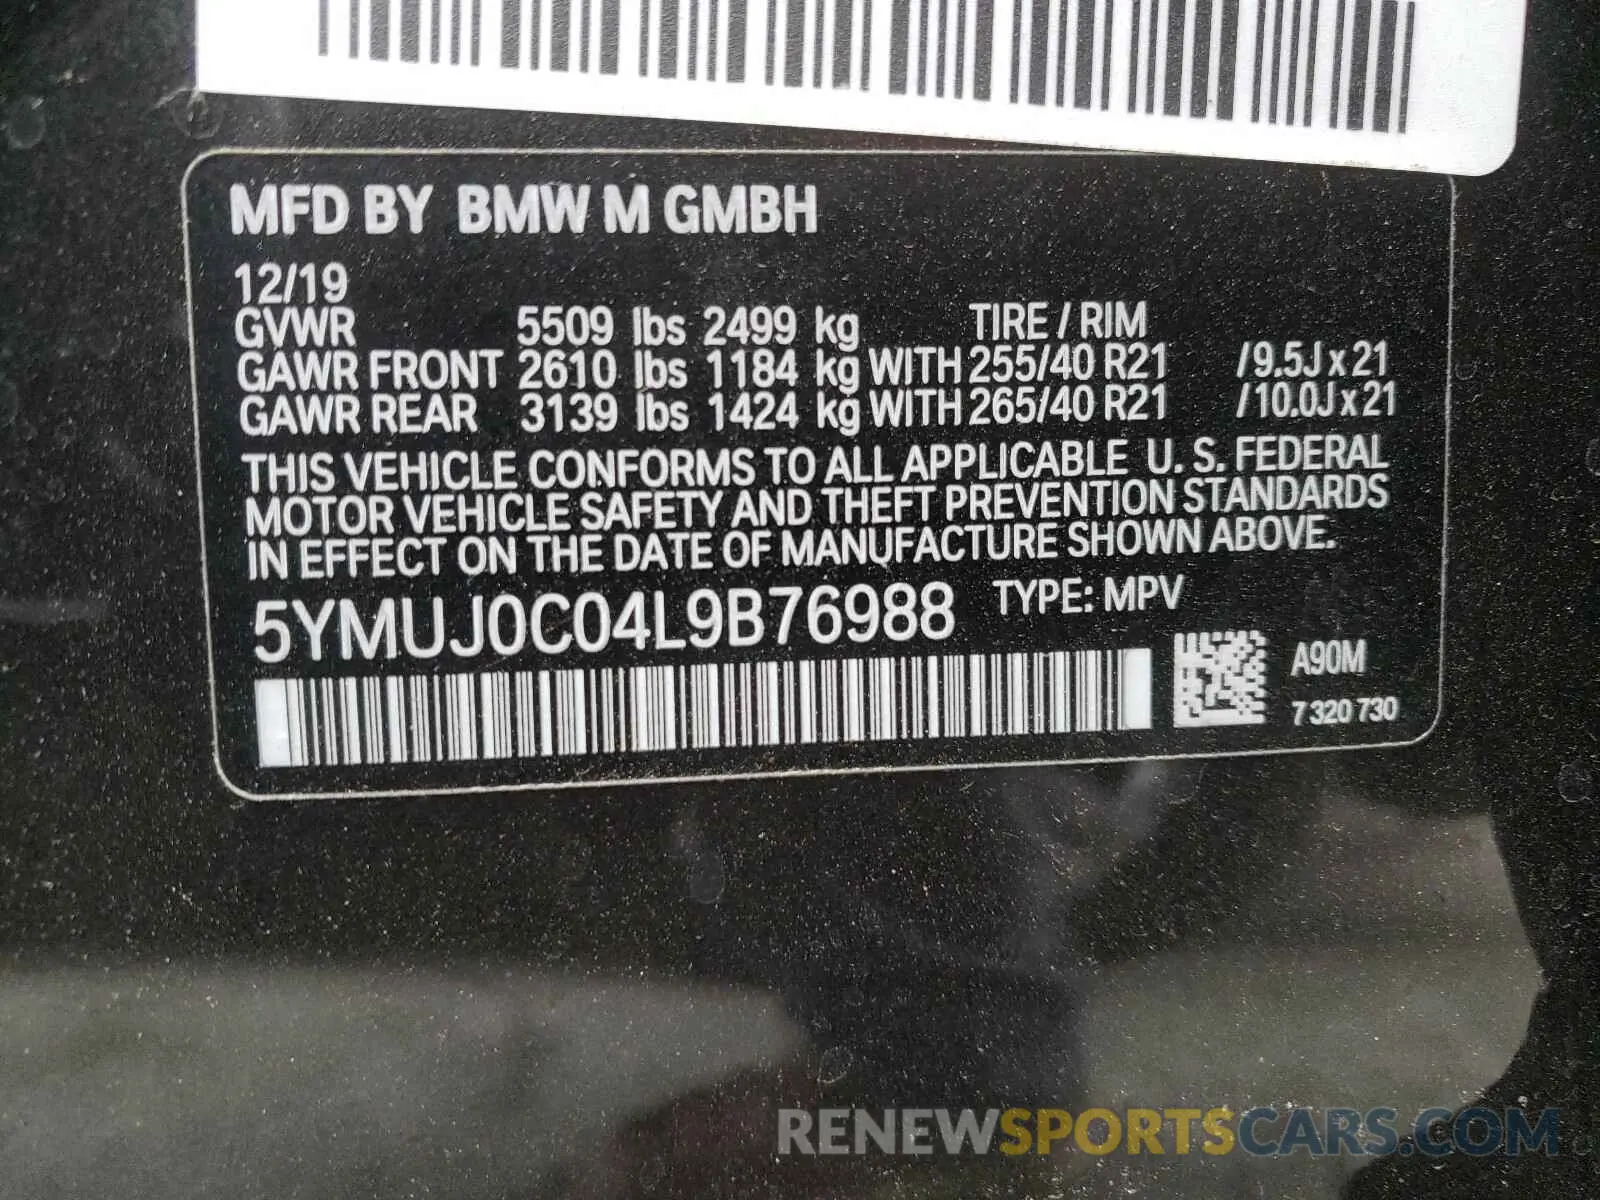 MFD BY BMW M GMBH
12/19
GVWR 5509 lbs 2499 kg TIRE / RIM
GAWR FRONT 2610 lbs 1184 kg WITH 255/40 R21 /9.5J x 21
GAWR REAR 3139 lbs 1424 kg WITH 265/40 R21 /10.0J x 21
THIS VEHICLE CONFORMS TO ALL APPLICABLE U. S. FEDERAL
MOTOR VEHICLE SAFETY AND THEFT PREVENTION STANDARDS
IN EFFECT ON THE DATE OF MANUFACTURE SHOWN ABOVE.
5YMUJ0C04L9B76988 TYPE: MPV
A90M
7 320 730
RENEWSPORTSCARS.COM